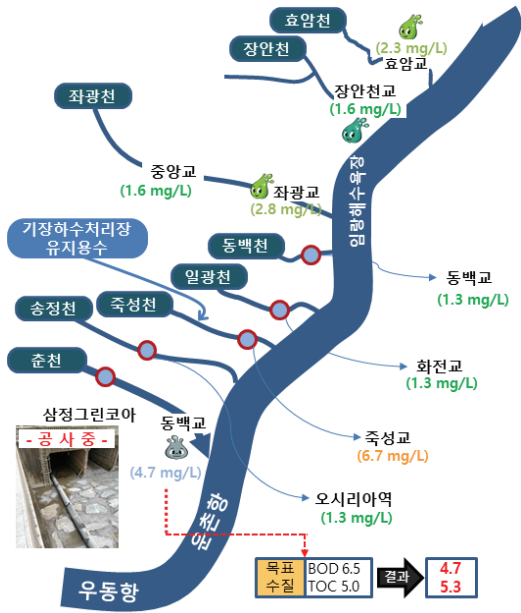 효암천
(2.3 mg/L)
장안천
효암교
좌광천
장안천교
(1.6 mg/L)
중앙교
(1.6 mg/L)
좌광교
(2.8 mg/L)
임랑해수욕장
기장하수처리장
유지용수
동백천
일광천
동백교
(1.3 mg/L)
송정천
죽성천
춘천
화전교
(1.3 mg/L)
삼정그린코아
- 공 사 중 -
동백교
(4.7 mg/L)
죽성교
(6.7 mg/L)
오시리아역
(1.3 mg/L)
운촌항
우동항
목표
수질
BOD 6.5
TOC 5.0
결과
4.7
5.3